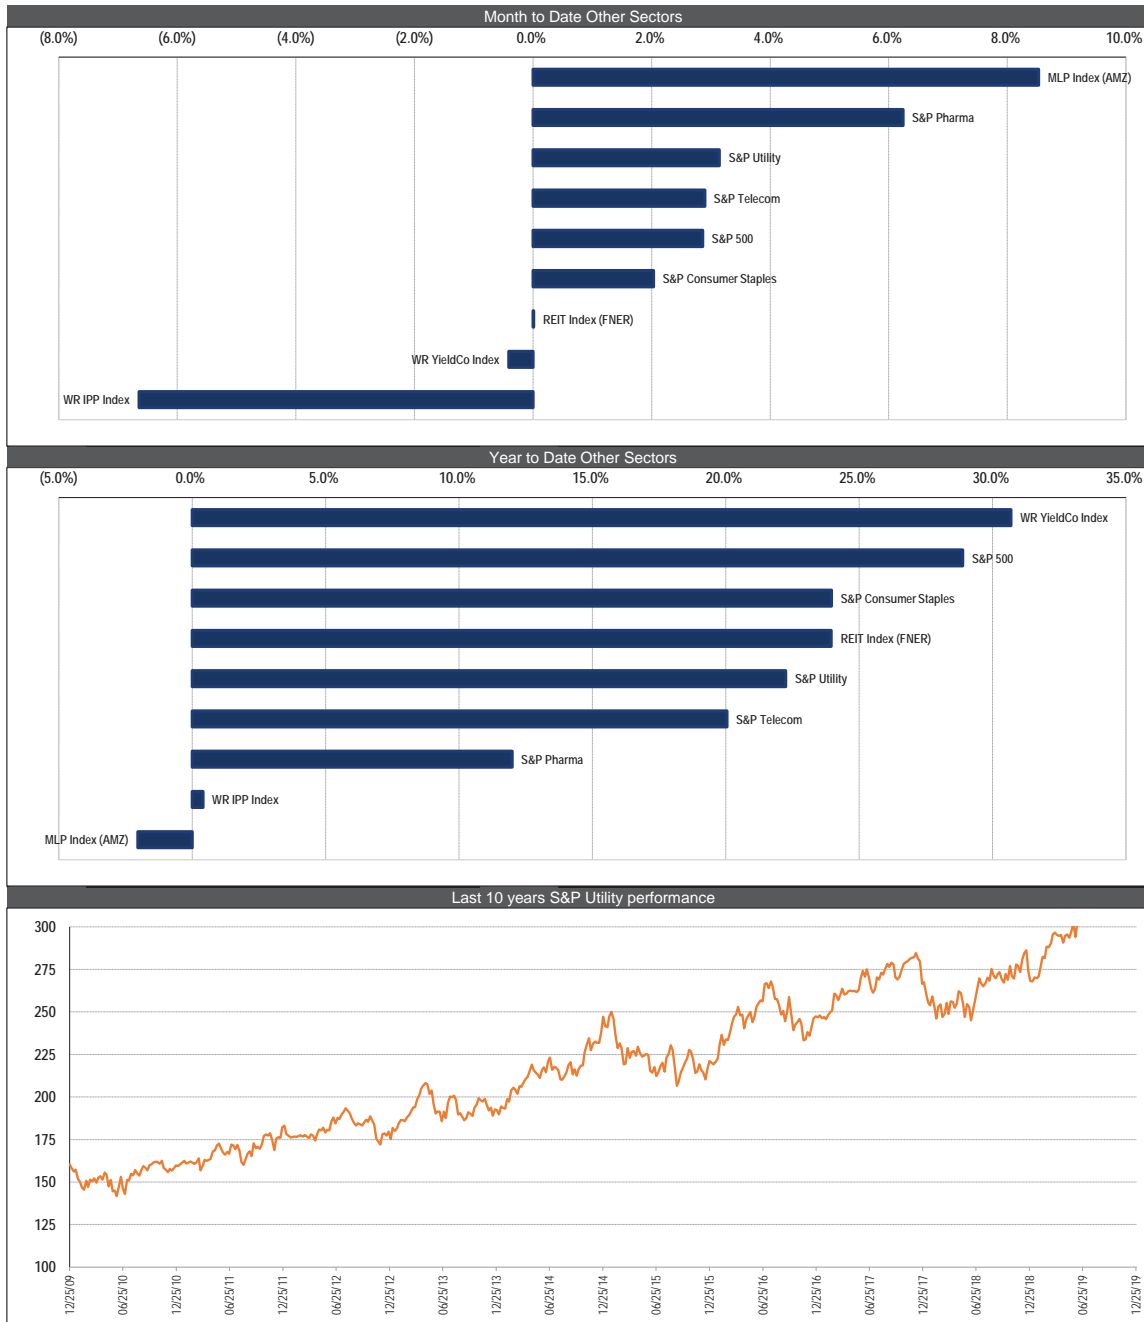 Month to Date Other Sectors
(8.0%) (6.0%) (4.0%) (2.0%) 0.0% 2.0% 4.0% 6.0% 8.0% 10.0%
MLP Index (AMZ)
S&P Pharma
S&P Utility
S&P Telecom
S&P 500
S&P Consumer Staples
REIT Index (FNER)
WR YieldCo Index
WR IPP Index
Year to Date Other Sectors
(5.0%) 0.0% 5.0% 10.0% 15.0% 20.0% 25.0% 30.0% 35.0%
WR YieldCo Index
S&P 500
S&P Consumer Staples
REIT Index (FNER)
S&P Utility
S&P Telecom
S&P Pharma
WR IPP Index
MLP Index (AMZ)
Last 10 years S&P Utility performance
300
275
250
225
200
175
150
125
100
12/25/09 06/25/10 12/25/10 06/25/11 12/25/11 06/25/12 12/25/12 06/25/13 12/25/13 06/25/14 12/25/14 06/25/15 12/25/15 06/25/16 12/25/16 06/25/17 12/25/17 06/25/18 12/25/18 06/25/19 12/25/19